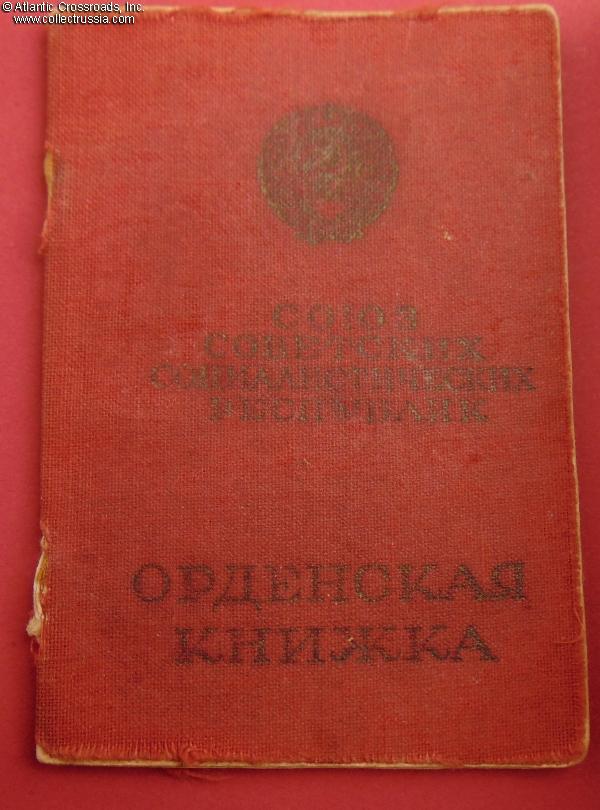 © Atlantic Crossroads, Inc.
www.collectrussia.com
СОЮЗ
СОВЕТСКИХ
СОЦИАЛИСТИЧЕСКИХ
РЕСПУБЛИК
ОРДЕНСКАЯ
КНИЖКА